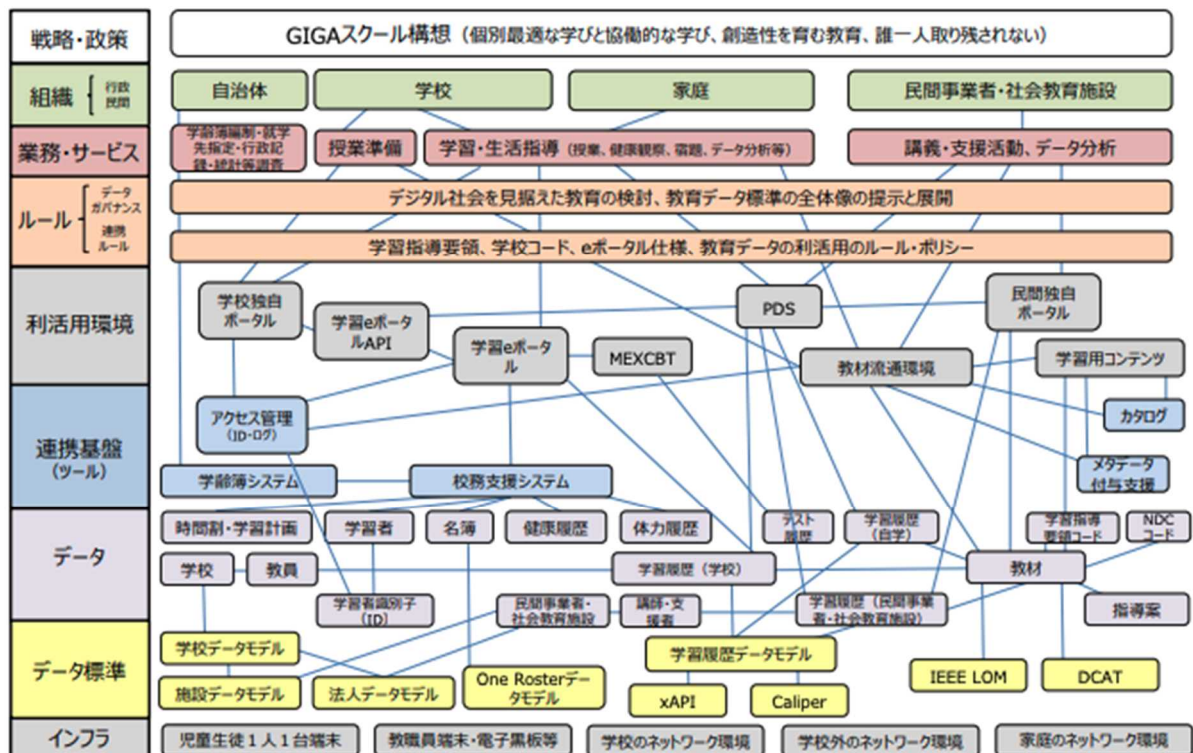 戦略・政策
GIGAスクール構想（個別最適な学びと協働的な学び、創造性を育む教育、誰一人取り残されない）
組織
行政
民間
自治体
学校
家庭
民間事業者・社会教育施設
業務・サービス
学齢簿編制・就学
先指定・行政記
録・統計等調査
授業準備
学習・生活指導（授業、健康観察、宿題、データ分析等）
講義・支援活動、データ分析
ルール
データ
ガバナンス
連携
ルール
デジタル社会を見据えた教育の検討、教育データ標準の全体像の提示と展開
学習指導要領、学校コード、eポータル仕様、教育データの利活用のルール・ポリシー
利活用環境
学校独自
ポータル
学習eポータ
ルAPI
学習eポータ
ル
MEXCBT
PDS
教材流通環境
民間独自
ポータル
学習用コンテンツ
連携基盤
（ツール）
アクセス管理
（ID・ログ）
カタログ
メタデータ
付与支援
学齢簿システム
校務支援システム
データ
時間割・学習計画
学習者
名簿
健康履歴
体力履歴
テスト
履歴
学習履歴
（自学）
学習指導
要領コード
NDC
コード
学校
教員
学習履歴（学校）
教材
学習者識別子
（ID）
民間事業者・
社会教育施設
講師・支
援者
学習履歴（民間事業
者・社会教育施設）
指導案
データ標準
学校データモデル
施設データモデル
法人データモデル
One Rosterデー
タモデル
学習履歴データモデル
xAPI
Caliper
IEEE LOM
DCAT
インフラ
児童生徒１人１台端末
教職員端末・電子黒板等
学校のネットワーク環境
学校外のネットワーク環境
家庭のネットワーク環境